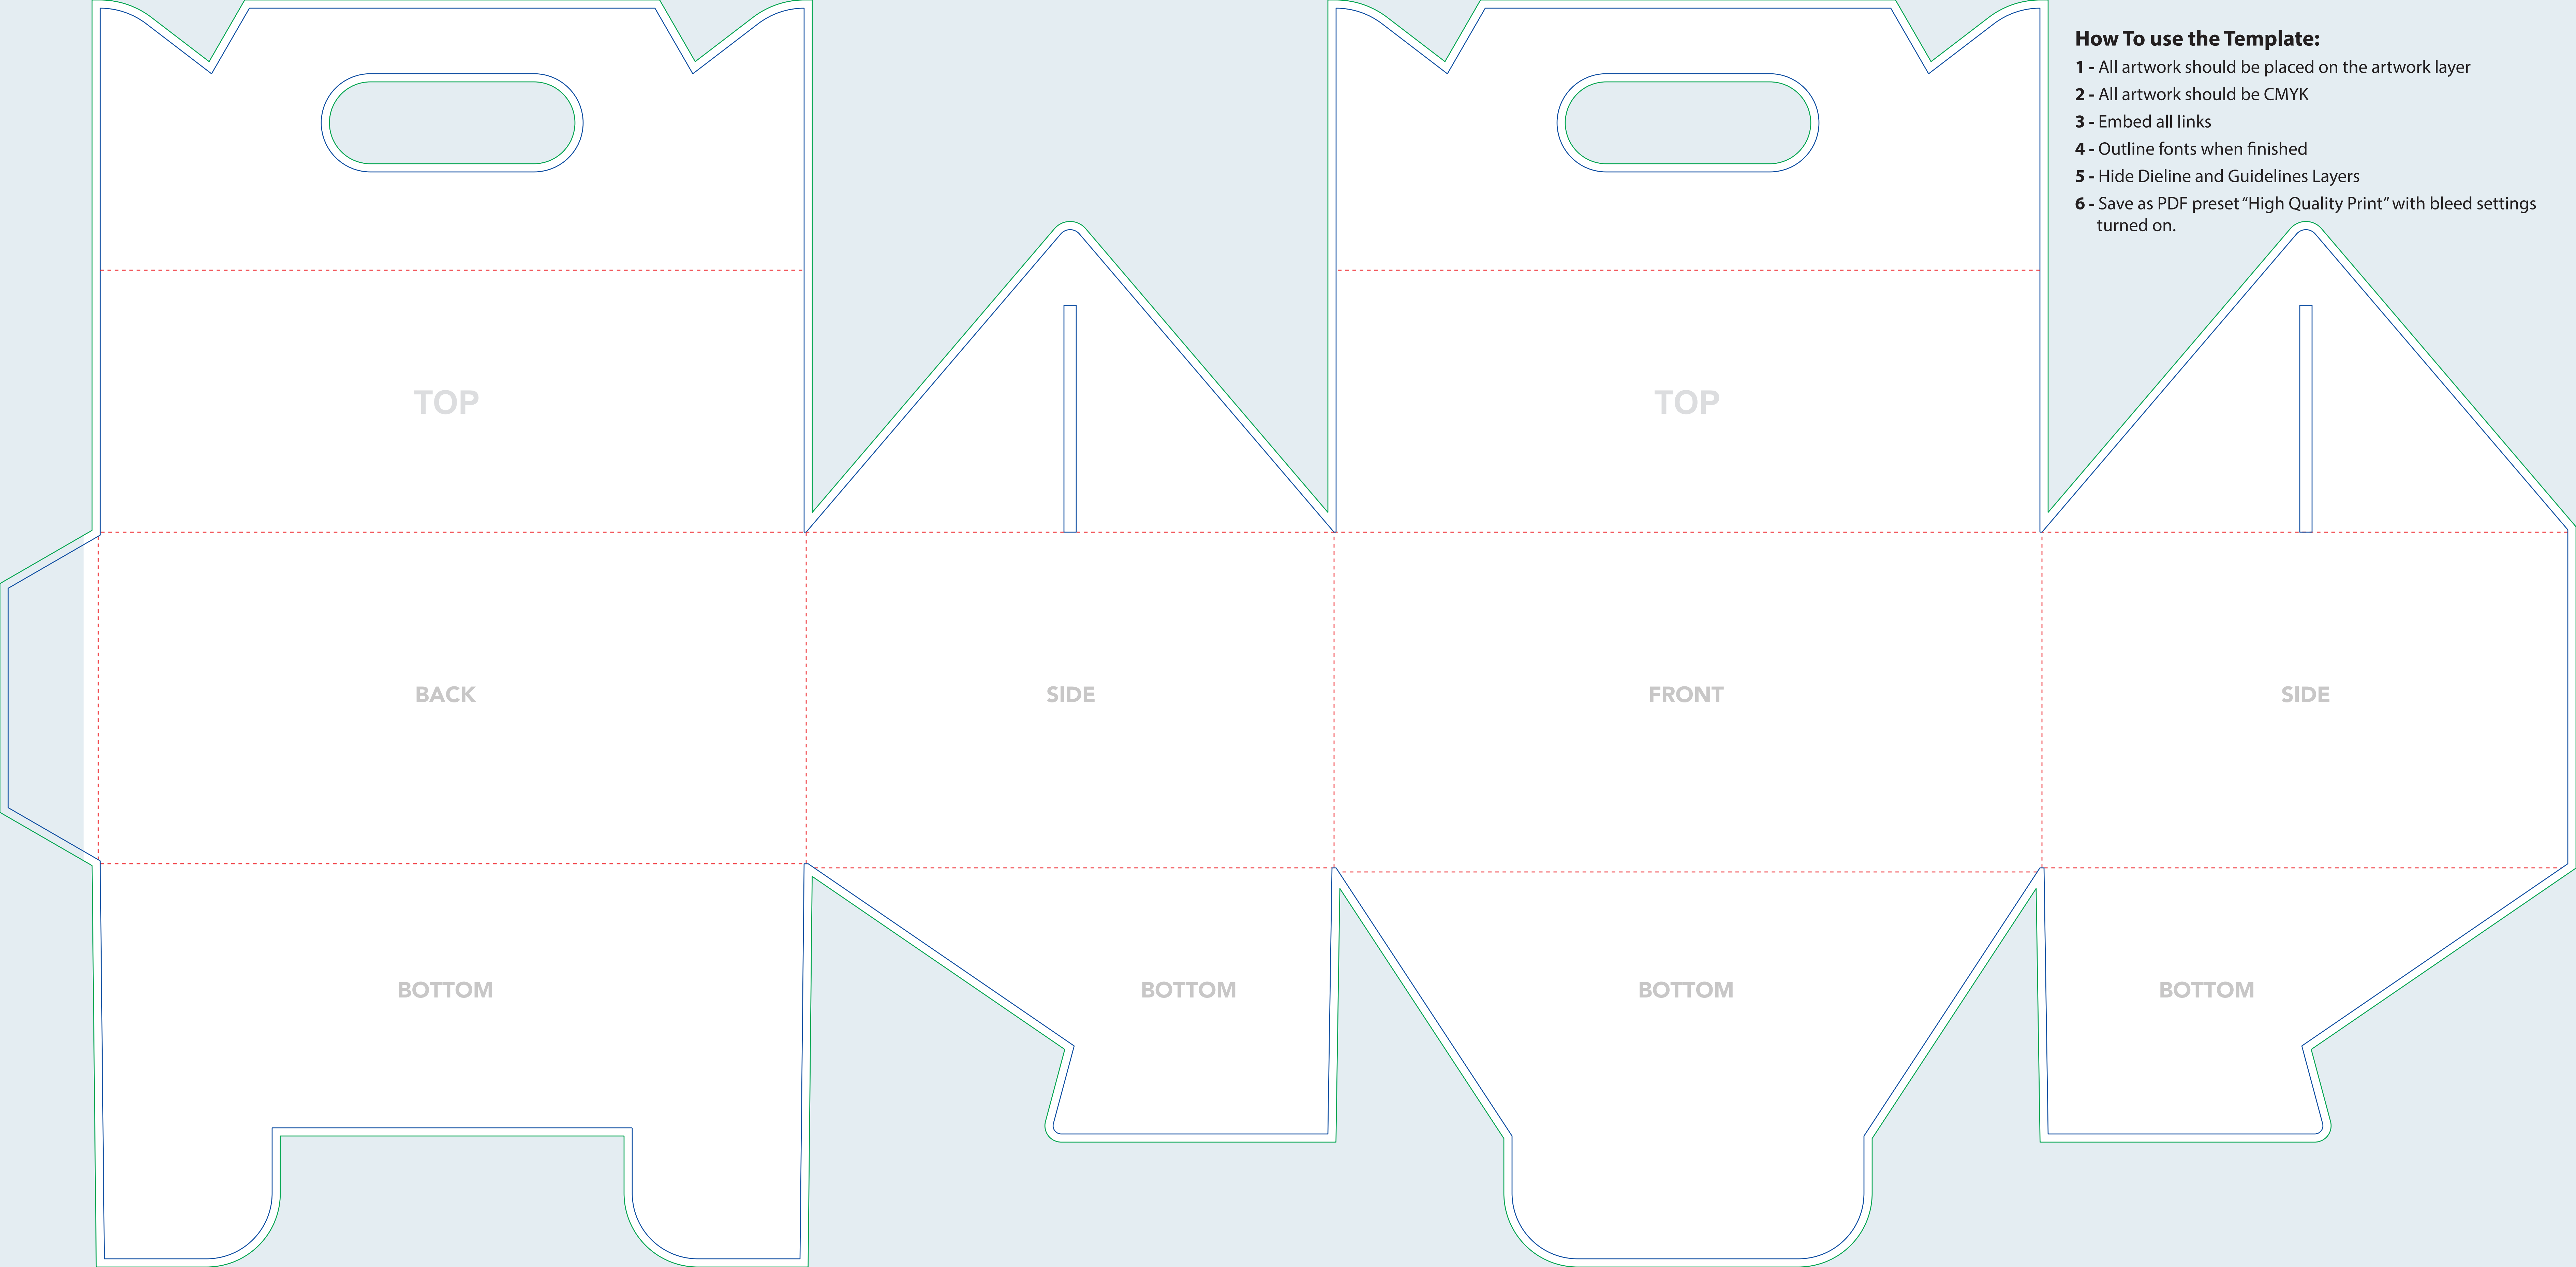 How To use the Template:
1 - All artwork should be placed on the artwork layer
2 - All artwork should be CMYK
3 - Embed all links
4 - Outline fonts when finished
5 - Hide Dieline and Guidelines Layers
6 - Save as PDF preset “High Quality Print” with bleed settings
turned on.
TOP
TOP
BACK
SIDE
FRONT
SIDE
BOTTOM
BOTTOM
BOTTOM
BOTTOM